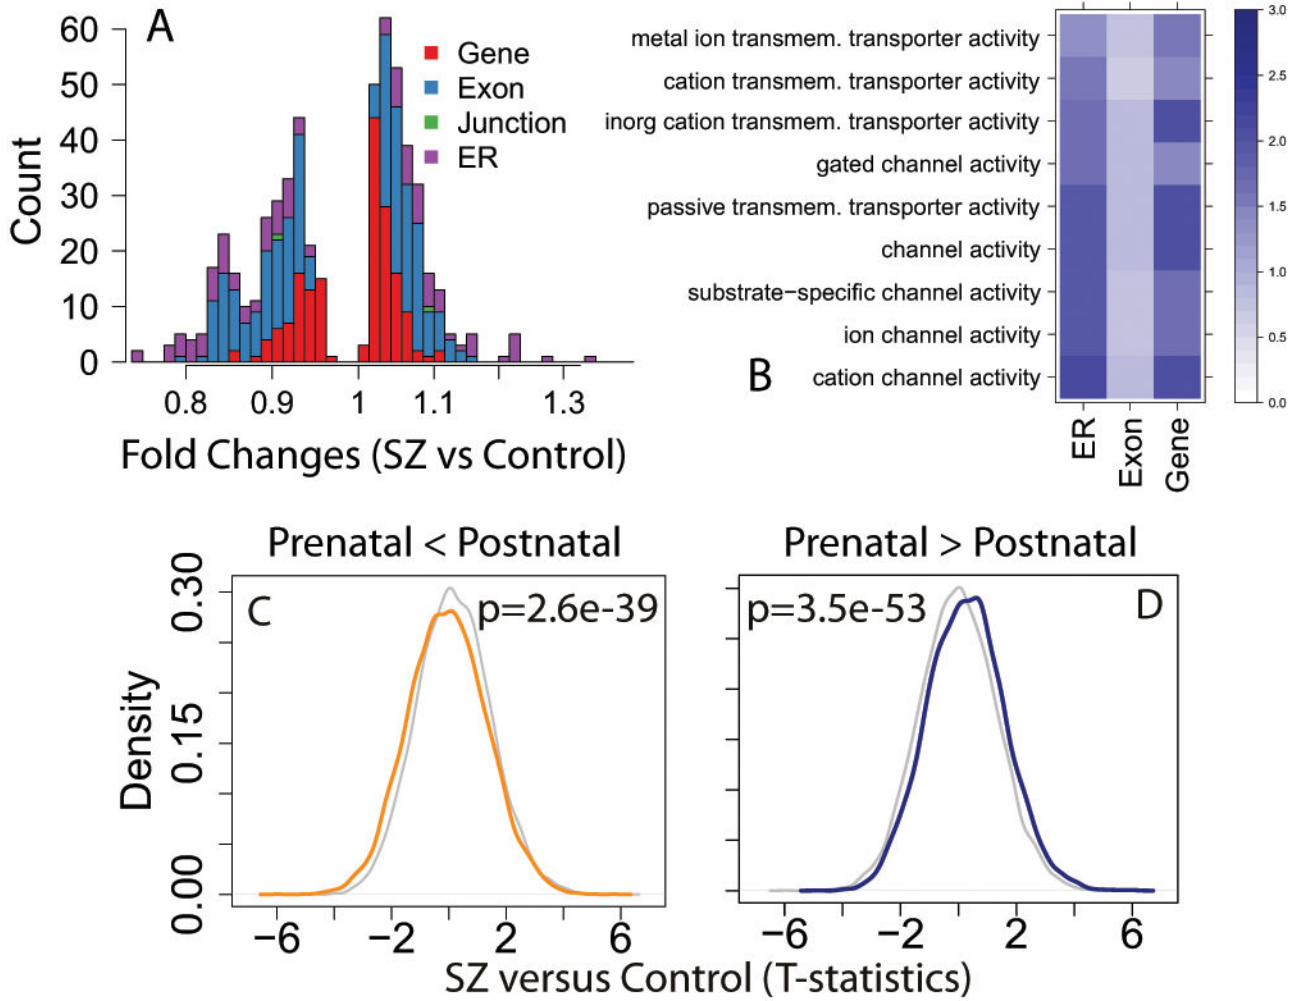 A
60
50
40
30
20
10
0
Count
Gene
Exon
Junction
ER
0.8 0.9 1 1.1 1.3
Fold Changes (SZ vs Control)
metal ion transmem. transporter activity
cation transmem. transporter activity
inorg cation transmem. transporter activity
gated channel activity
passive transmem. transporter activity
channel activity
substrate−specific channel activity
ion channel activity
cation channel activity
B
ER
Exon
Gene
3.0
2.5
2.0
1.5
1.0
0.5
0.0
Prenatal < Postnatal
C
p=2.6e-39
0.30
0.15
0.00
Density
−6 −2 2 6
Prenatal > Postnatal
p=3.5e-53
D
−6 −2 2 6
SZ versus Control (T-statistics)